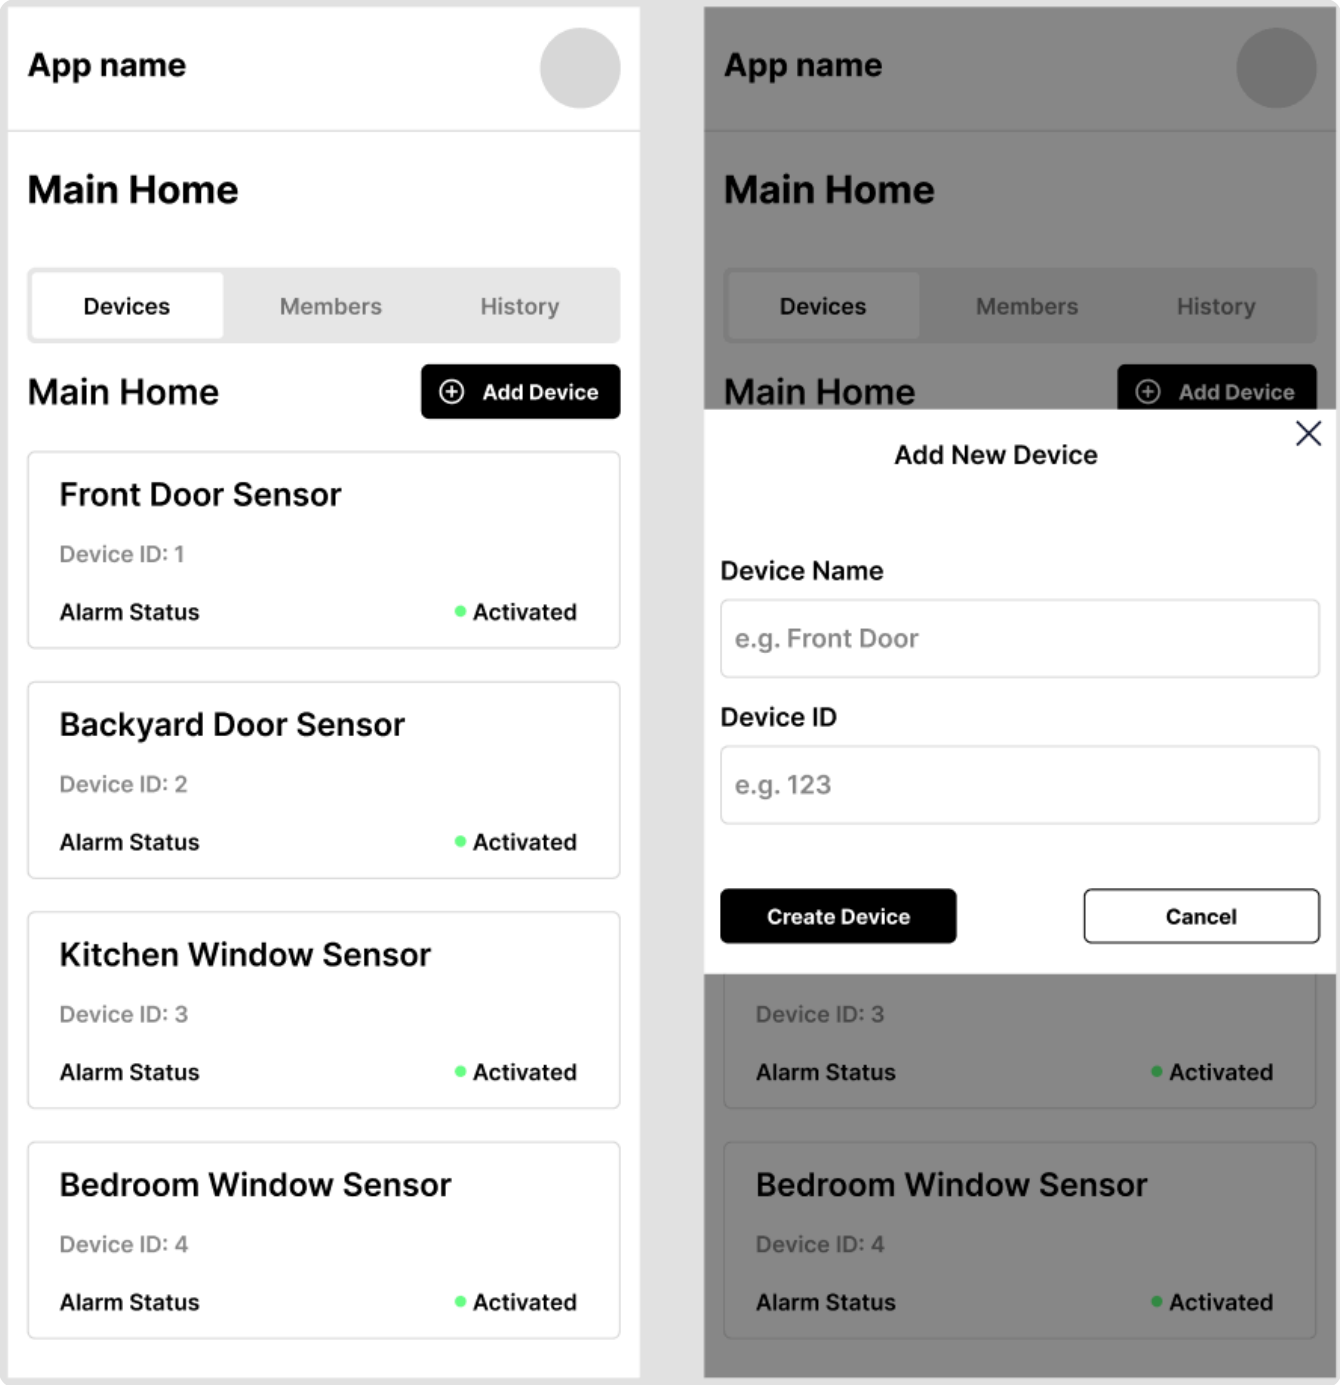 App name
Main Home
Devices Members History
Main Home Add Device
Front Door Sensor
Device ID: 1
Alarm Status Activated
Backyard Door Sensor
Device ID: 2
Alarm Status Activated
Kitchen Window Sensor
Device ID: 3
Alarm Status Activated
Bedroom Window Sensor
Device ID: 4
Alarm Status Activated
App name
Main Home
Devices Members History
Main Home Add Device
Add New Device
Device Name
e.g. Front Door
Device ID
e.g. 123
Create Device Cancel
Device ID: 3
Alarm Status Activated
Bedroom Window Sensor
Device ID: 4
Alarm Status Activated